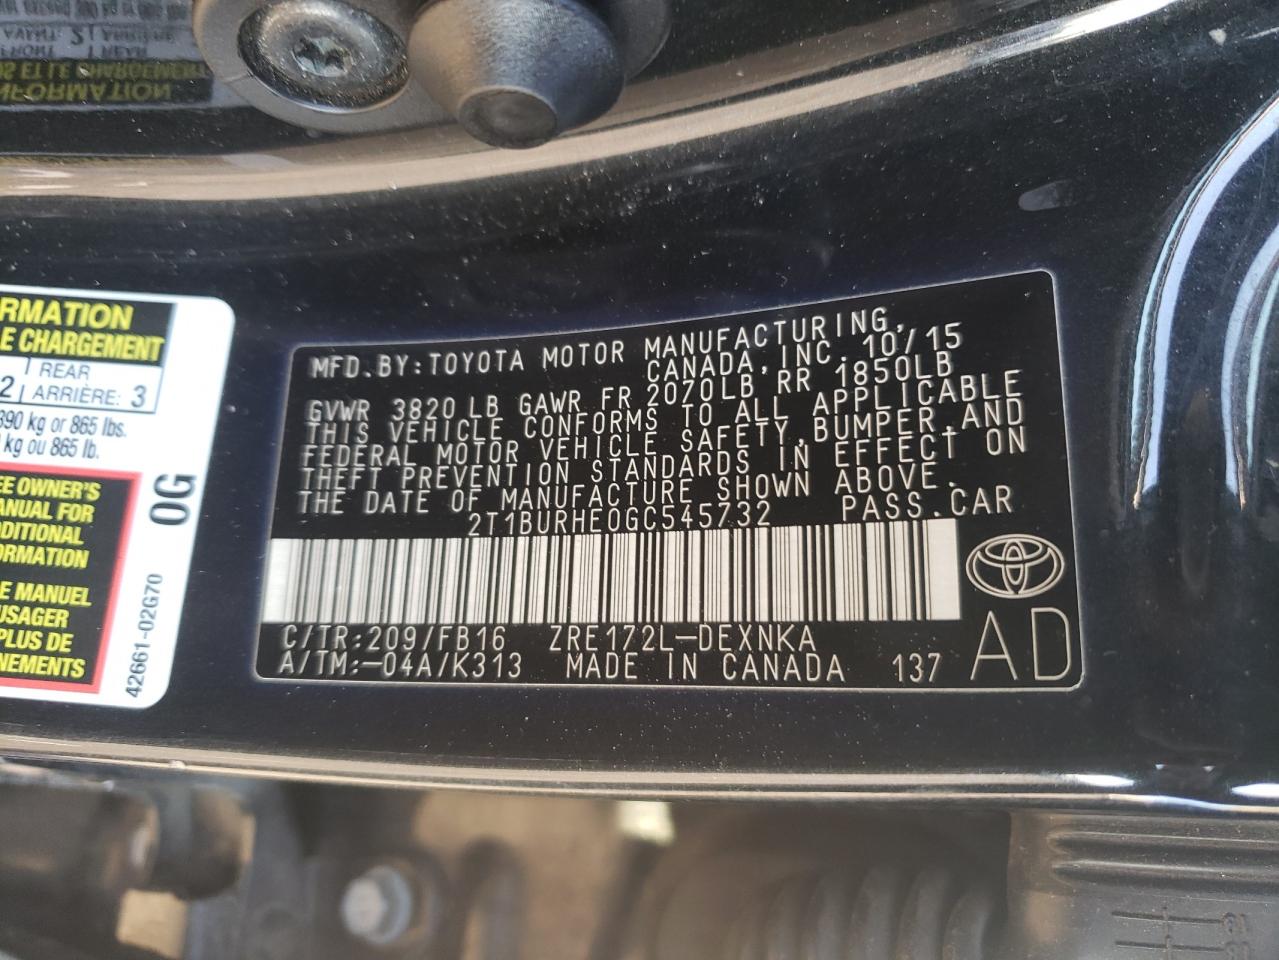 RMATION
E CHARGEMENT
2 REAR
ARRIÈRE: 3
390 kg or 865 lbs.
kg ou 865 lb.
EE OWNER'S
ANUAL FOR
DDITIONAL
ORMATION
E MANUEL
USAGER
PLUS DE
NEMENTS
0G
42661-02G70
MFD.BY:TOYOTA MOTOR MANUFACTURING,
CANADA,INC. 10/15
GVWR 3820LB GAWR FR 2070LB RR 1850LB
THIS VEHICLE CONFORMS TO ALL APPLICABLE
FEDERAL MOTOR VEHICLE SAFETY,BUMPER,AND
THEFT PREVENTION STANDARDS IN EFFECT ON
THE DATE OF MANUFACTURE SHOWN ABOVE.
2T1BURHE0GC545732 PASS.CAR
C/TR:209/FB16 ZRE172L-DEXNKA
A/TM:-04A/K313 MADE IN CANADA 137
AD